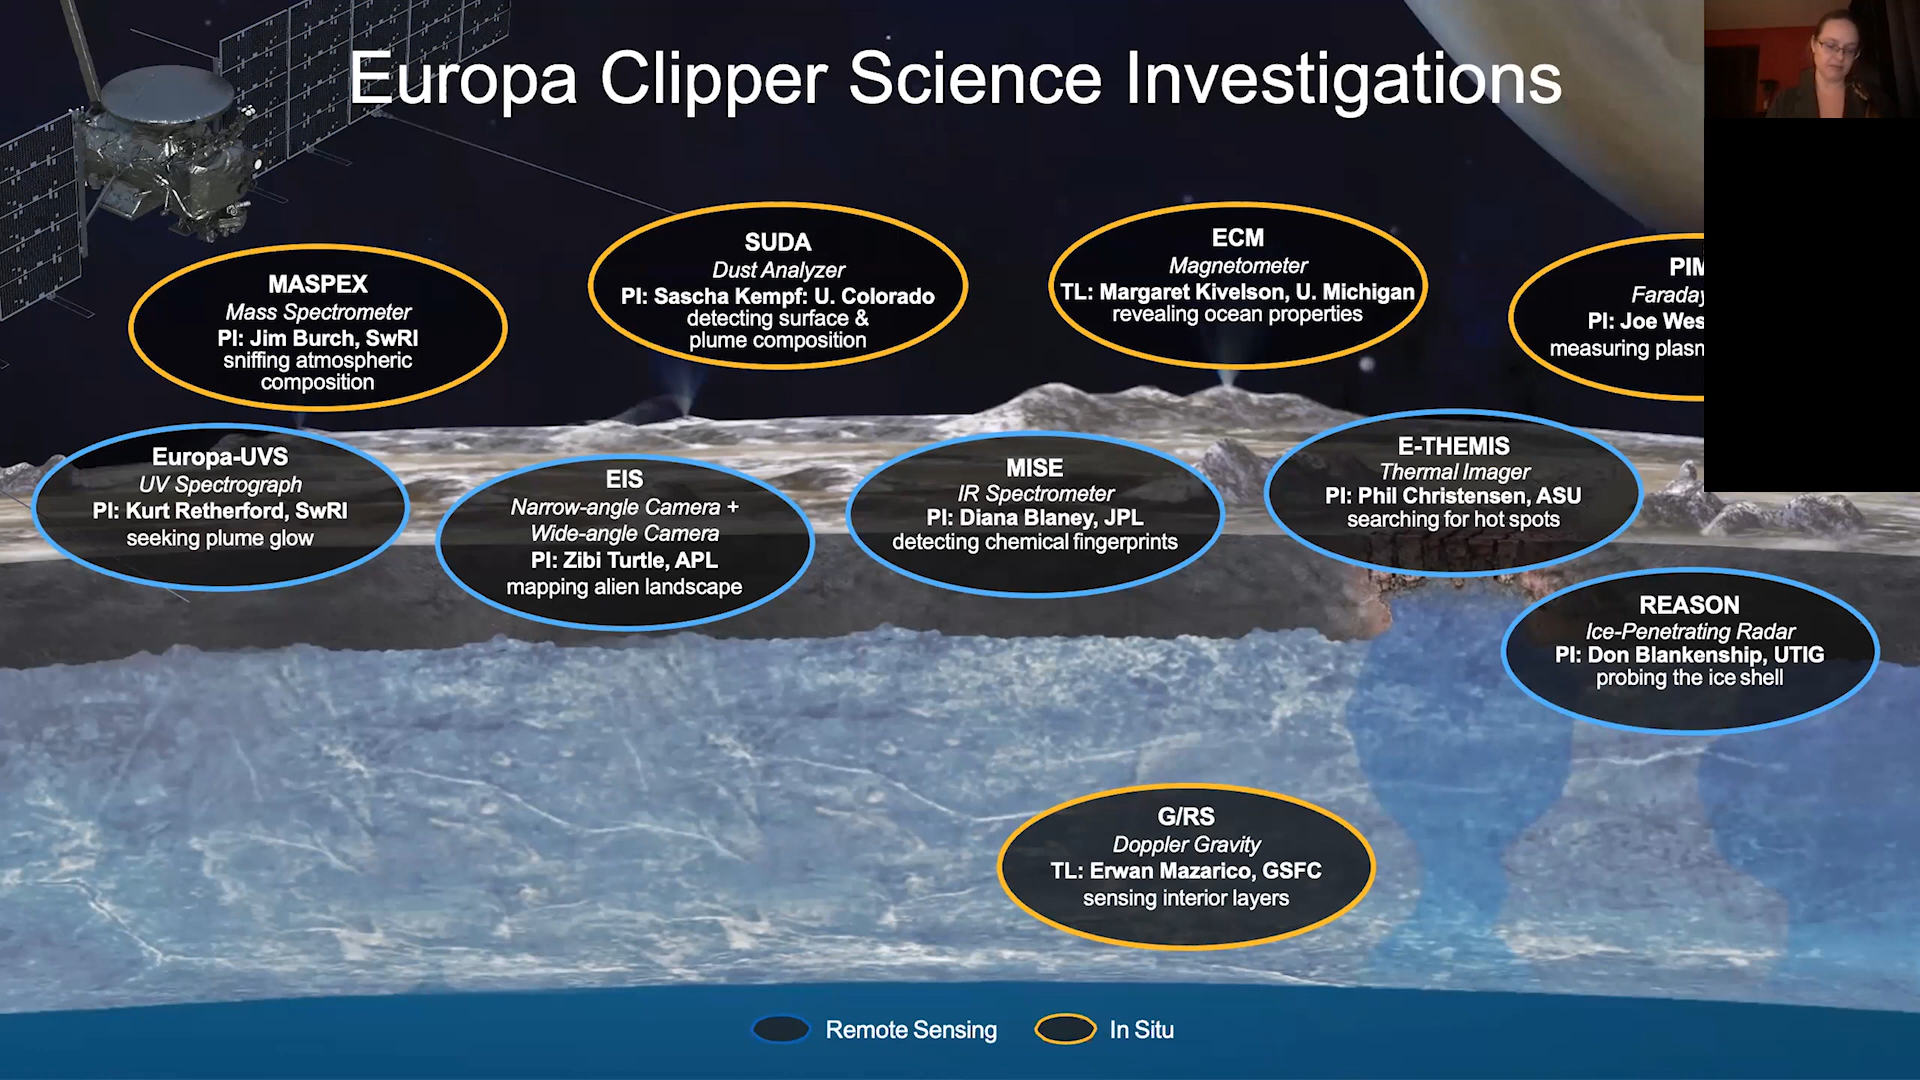 Europa Clipper Science Investigations
MASPEX
Mass Spectrometer
PI: Jim Burch, SwRI
sniffing atmospheric
composition
SUDA
Dust Analyzer
PI: Sascha Kempf: U. Colorado
detecting surface &
plume composition
ECM
Magnetometer
TL: Margaret Kivelson, U. Michigan
revealing ocean properties
PI: Joe
measuring
Europa-UVS
UV Spectrograph
PI: Kurt Retherford, SwRI
seeking plume glow
EIS
Narrow-angle Camera +
Wide-angle Camera
PI: Zibi Turtle, APL
mapping alien landscape
MISE
IR Spectrometer
PI: Diana Blaney, JPL
detecting chemical fingerprints
E-THEMIS
Thermal Imager
PI: Phil Christensen, ASU
searching for hot spots
REASON
Ice-Penetrating Radar
PI: Don Blankenship, UTIG
probing the ice shell
G/RS
Doppler Gravity
TL: Erwan Mazarico, GSFC
sensing interior layers
Remote Sensing
In Situ